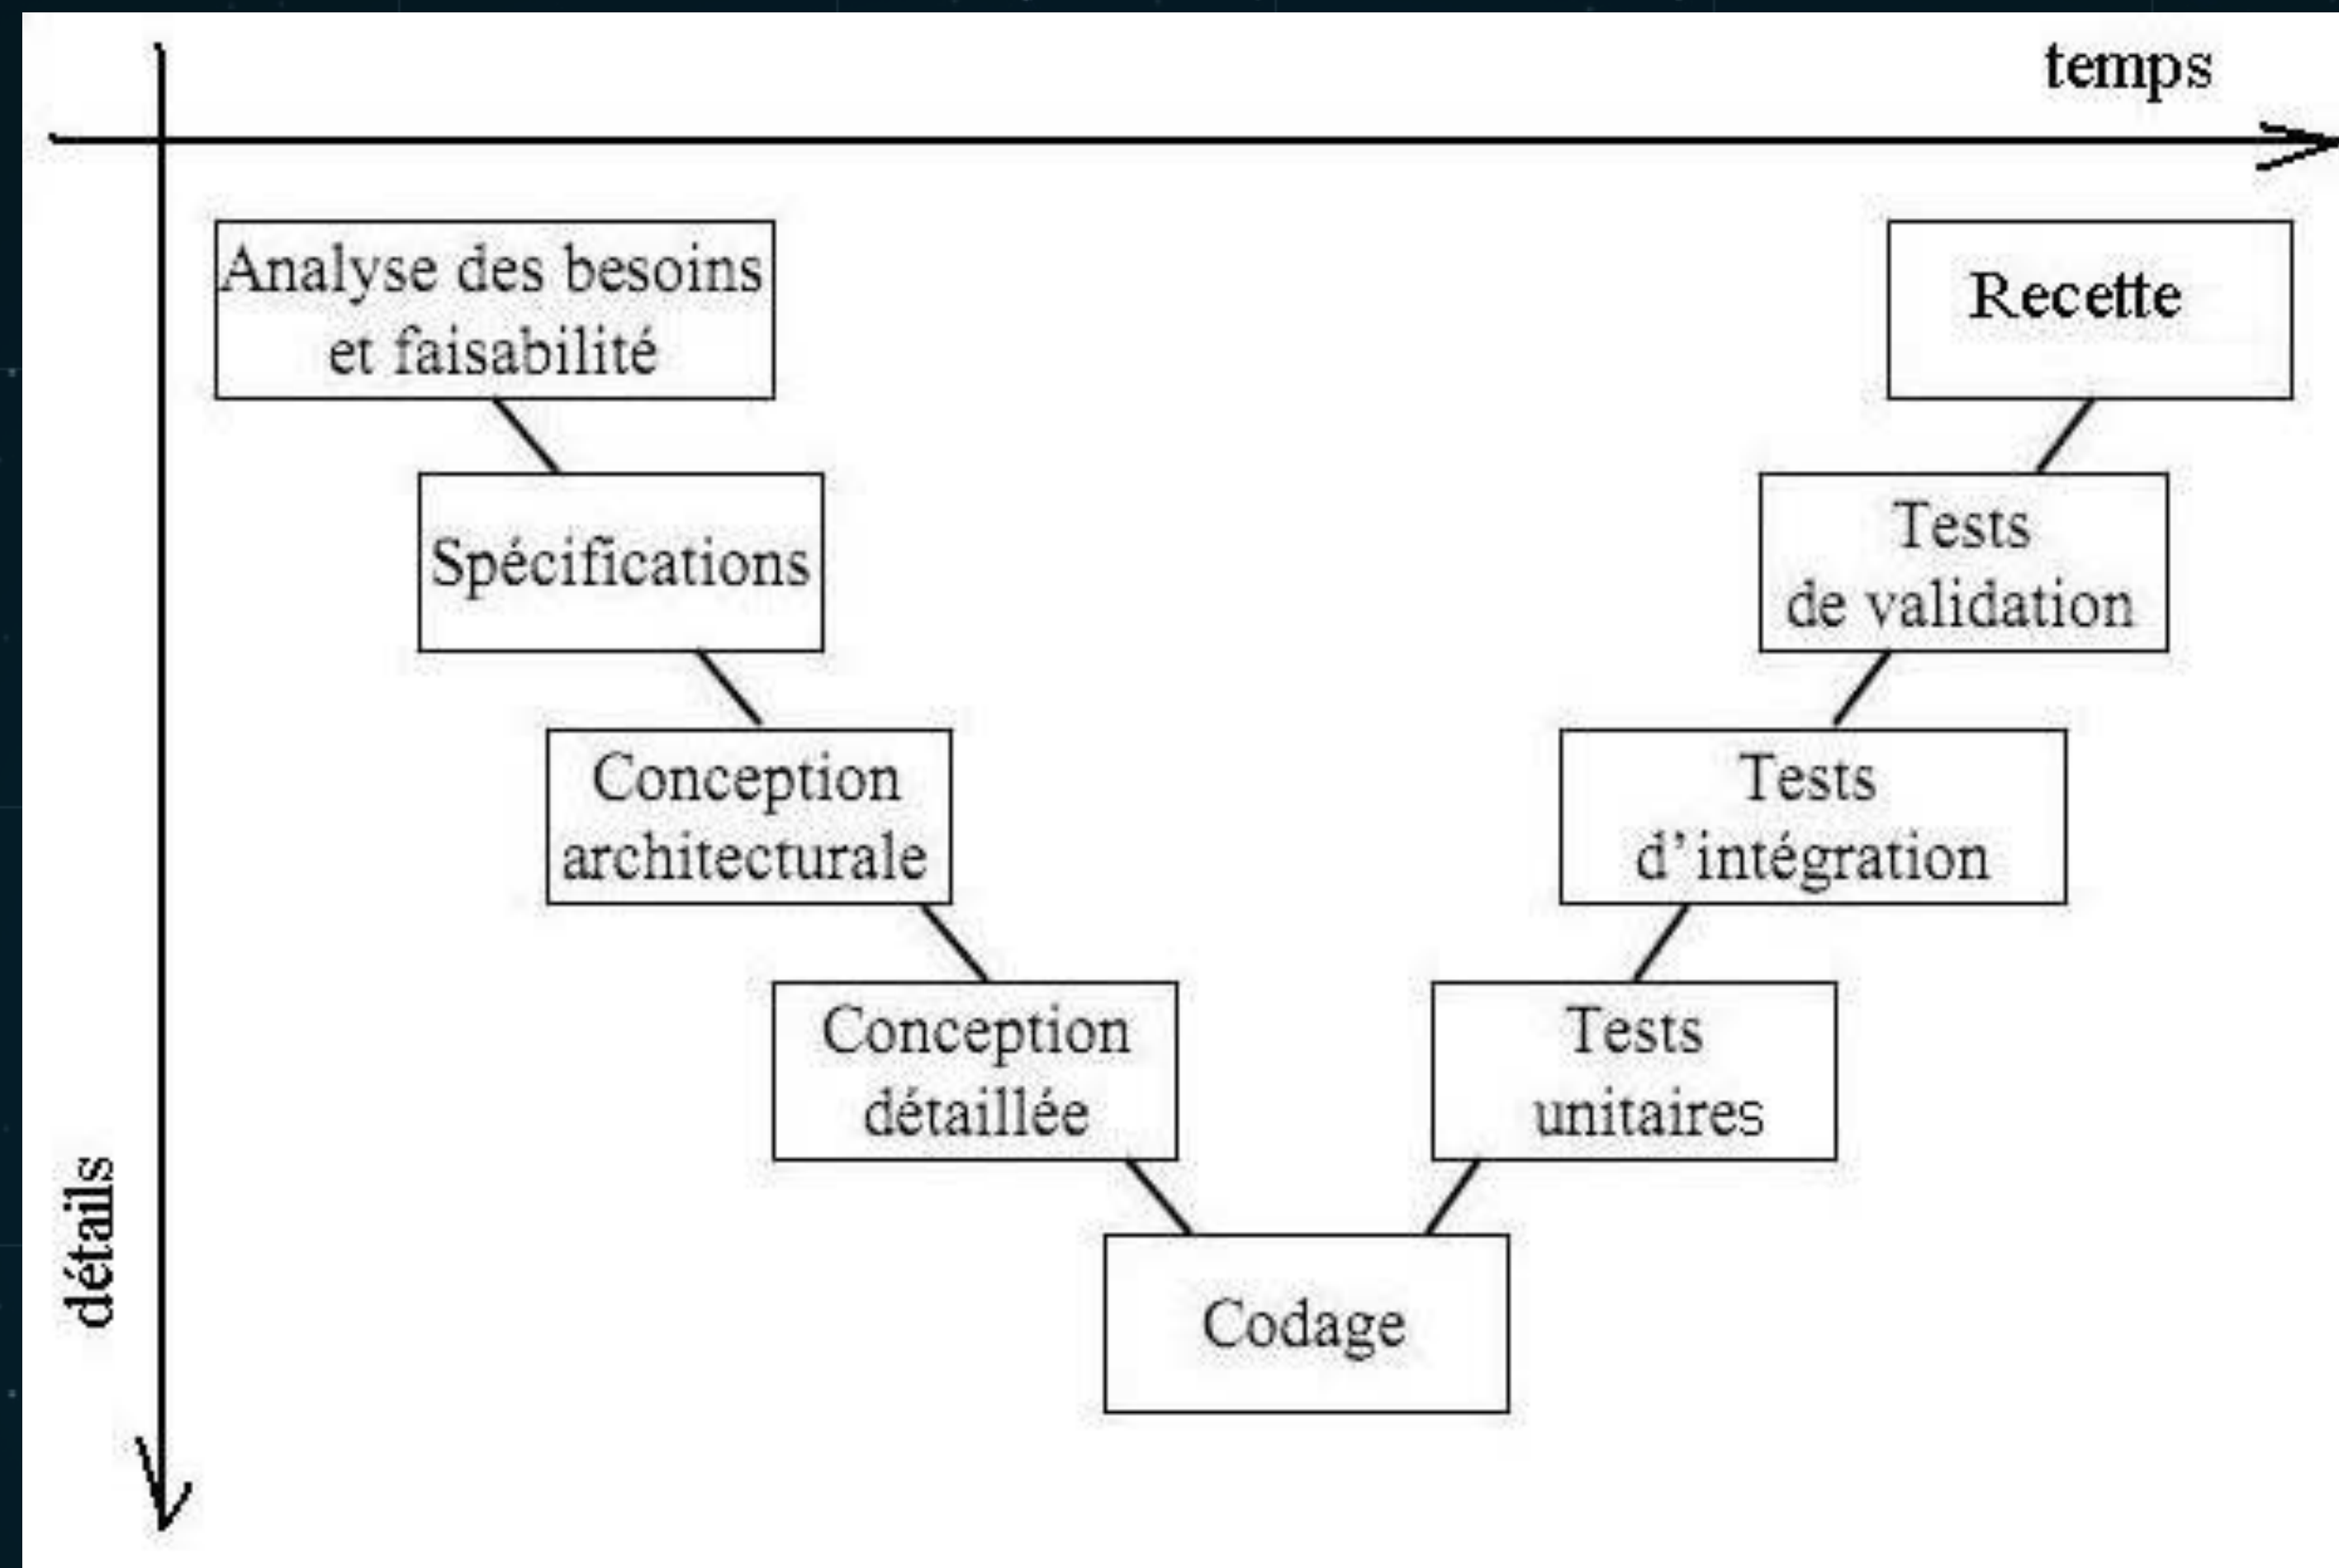 temps
Analyse des besoins
et faisabilité
Recette
Spécifications
Tests
de validation
Conception
architecturale
Tests
d'intégration
Conception
détaillée
Tests
unitaires
Codage
détails